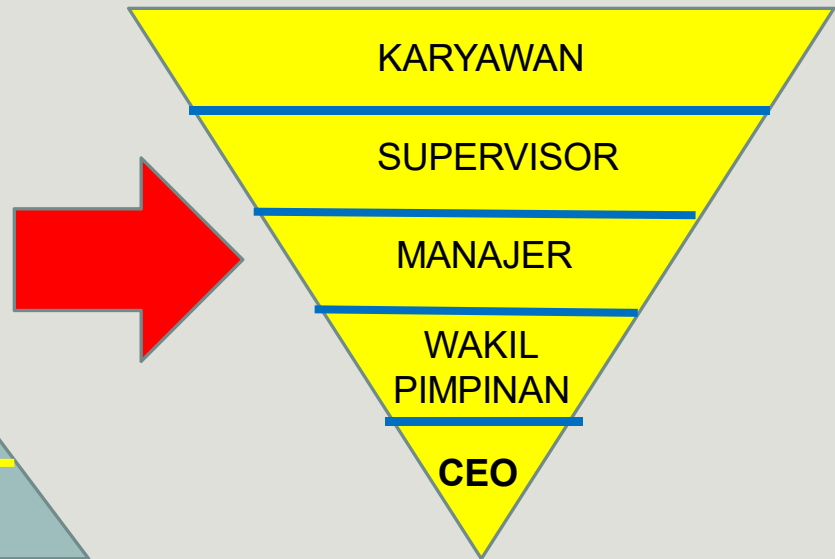 KARYAWAN
SUPERVISOR
MANAJER
WAKIL
PIMPINAN
CEO